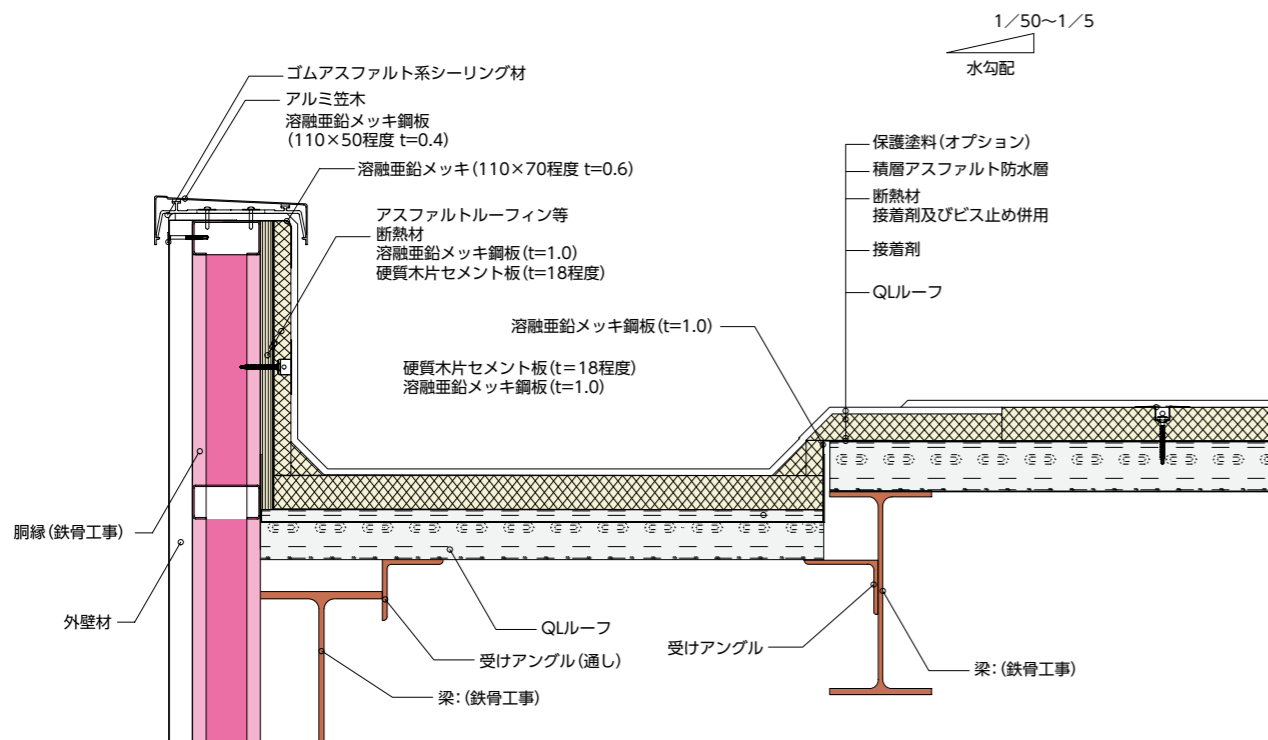 1／50～1／5
水勾配
ゴムアスファルト系シーリング材
アルミ笠木
溶融亜鉛メッキ鋼板
(110×50程度 t=0.4)
溶融亜鉛メッキ(110×70程度 t=0.6)
アスファルトルーフィン等
断熱材
溶融亜鉛メッキ鋼板(t=1.0)
硬質木片セメント板(t=18程度)
保護塗料(オプション)
積層アスファルト防水層
断熱材
接着剤及びビス止め併用
接着剤
QLルーフ
溶融亜鉛メッキ鋼板(t=1.0)
硬質木片セメント板(t=18程度)
溶融亜鉛メッキ鋼板(t=1.0)
胴縁(鉄骨工事)
外壁材
QLルーフ
受けアングル(通し)
梁：(鉄骨工事)
受けアングル
梁：(鉄骨工事)